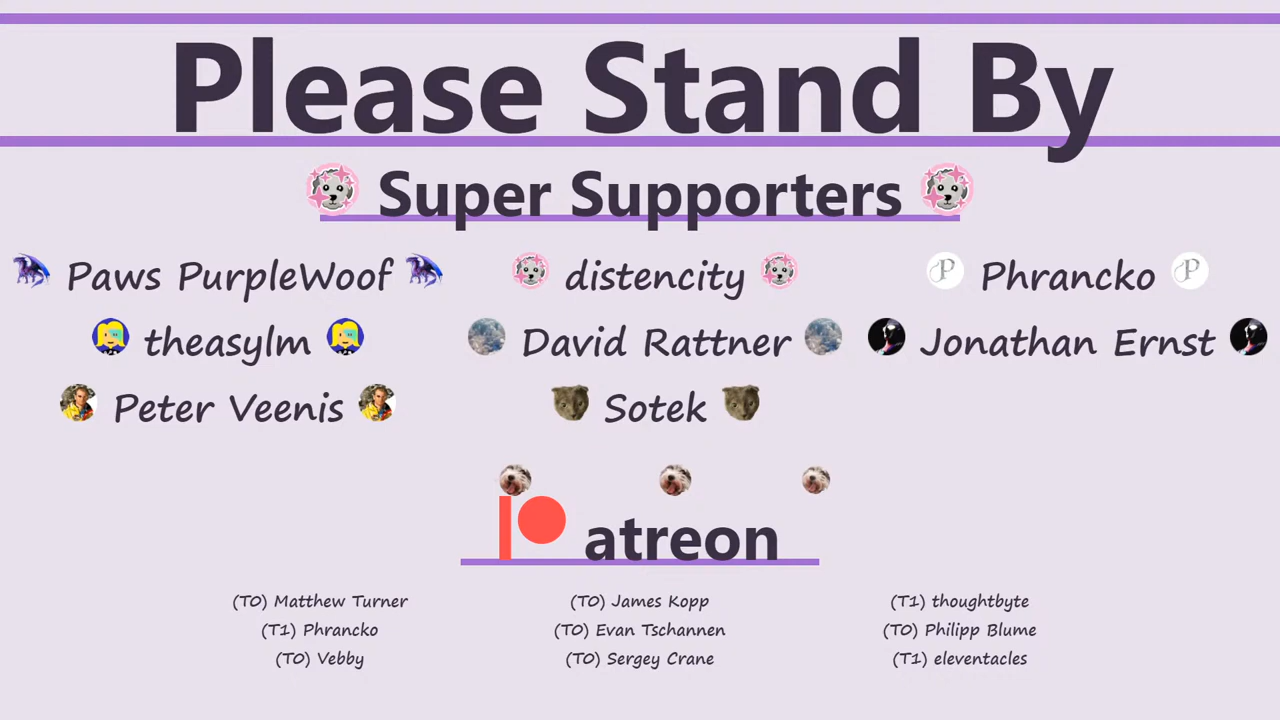 Please Stand By
Super Supporters
Paws PurpleWoof distencity Phrancko
theasylm David Rattner Jonathan Ernst
Peter Veenis Sotek
Patreon
(T0) Matthew Turner (T0) James Kopp (T1) thoughtbyte
(T1) Phrancko (T0) Evan Tschannen (T0) Philipp Blume
(T0) Vebby (T0) Sergey Crane (T1) eleventacles